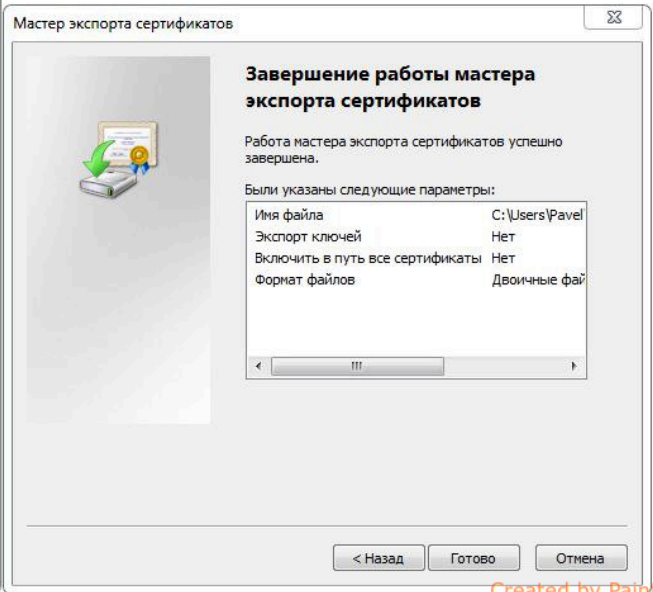 Мастер экспорта сертификатов
Завершение работы мастера
экспорта сертификатов
Работа мастера экспорта сертификатов успешно
завершена.
Были указаны следующие параметры:
Имя файла C:\Users\Pavel
Экспорт ключей Нет
Включить в путь все сертификаты Нет
Формат файлов Двоичные фай
< Назад Готово Отмена
Created by Pain